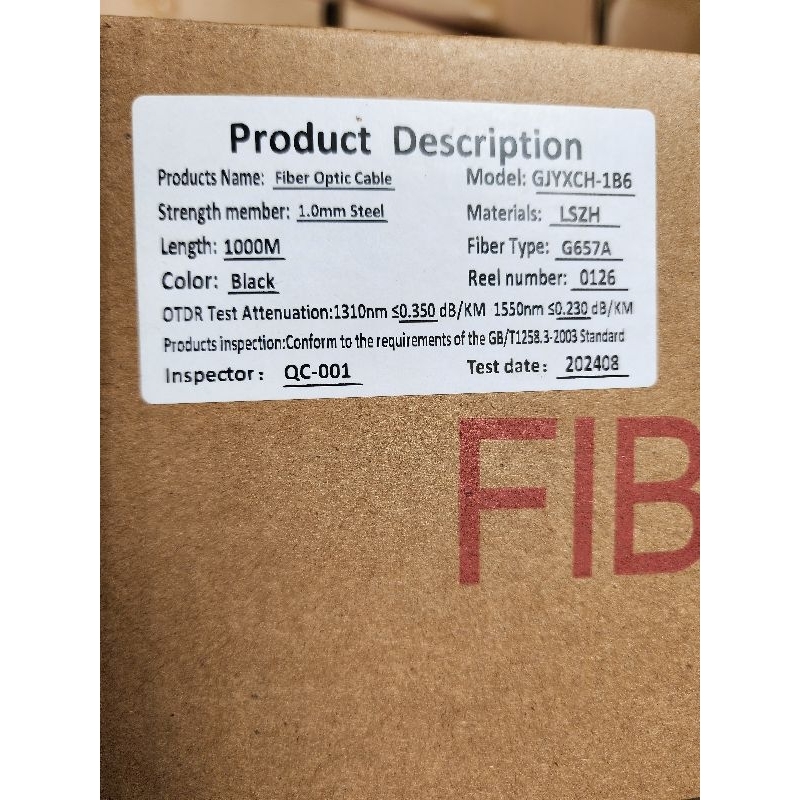 Product Description
Products Name: Fiber Optic Cable Model: GJYXCH-1B6
Strength member: 1.0mm Steel Materials: LSZH
Length: 1000M Fiber Type: G657A
Color: Black Reel number: 0126
OTDR Test Attenuation:1310nm ≤0.350 dB/KM 1550nm ≤0.230 dB/KM
Products inspection:Conform to the requirements of the GB/T1258.3-2003 Standard
Inspector: QC-001 Test date: 202408
FIB